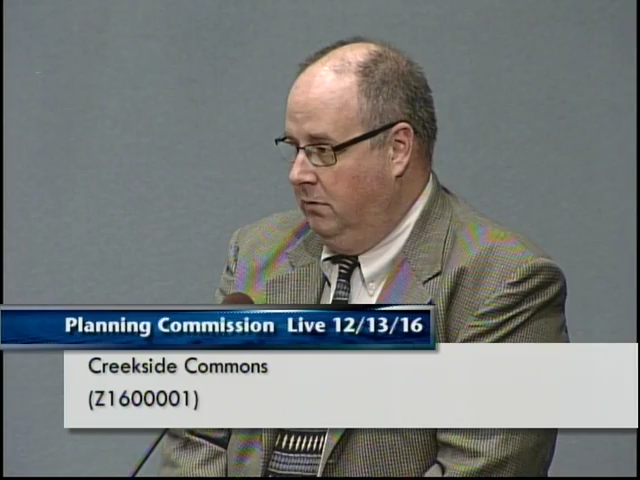 Planning Commission Live 12/13/16
Creekside Commons
(Z1600001)